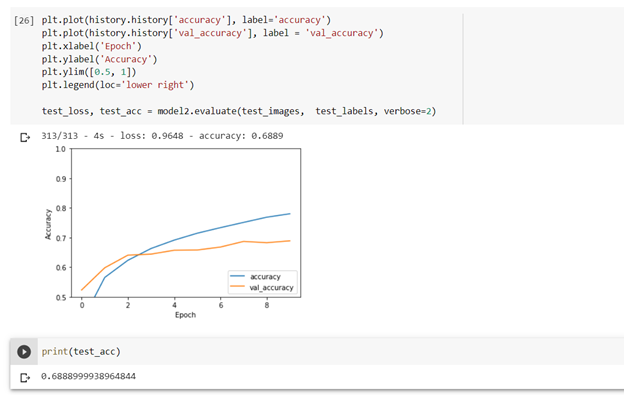 [26] plt.plot(history.history['accuracy'], label='accuracy')
plt.plot(history.history['val_accuracy'], label = 'val_accuracy')
plt.xlabel('Epoch')
plt.ylabel('Accuracy')
plt.ylim([0.5, 1])
plt.legend(loc='lower right')
test_loss, test_acc = model2.evaluate(test_images,  test_labels, verbose=2)
313/313 - 4s - loss: 0.9648 - accuracy: 0.6889
1.0
0.9
0.8
0.7
0.6
0.5
Accuracy
accuracy
val_accuracy
0 2 4 6 8
Epoch
print(test_acc)
0.6888999938964844